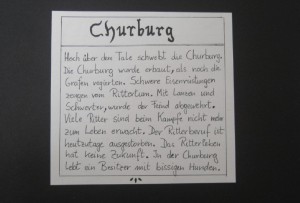 Churburg
Hoch über dem Tale schwebt die Churburg.
Die Churburg wurde erbaut, als noch die
Grafen regierten. Schwere Eisenrüstungen
zeugen vom Rittertum. Mit Lanzen und
Schwerter, wurde der Feind abgewehrt.
Viele Ritter sind beim Kampfe nicht mehr
zum Leben erwacht. Der Ritterberuf ist
heutzutage ausgestorben. Das Ritterleben
hat keine Zukunft. In der Churburg
lebt ein Besitzer mit bissigen Hunden.